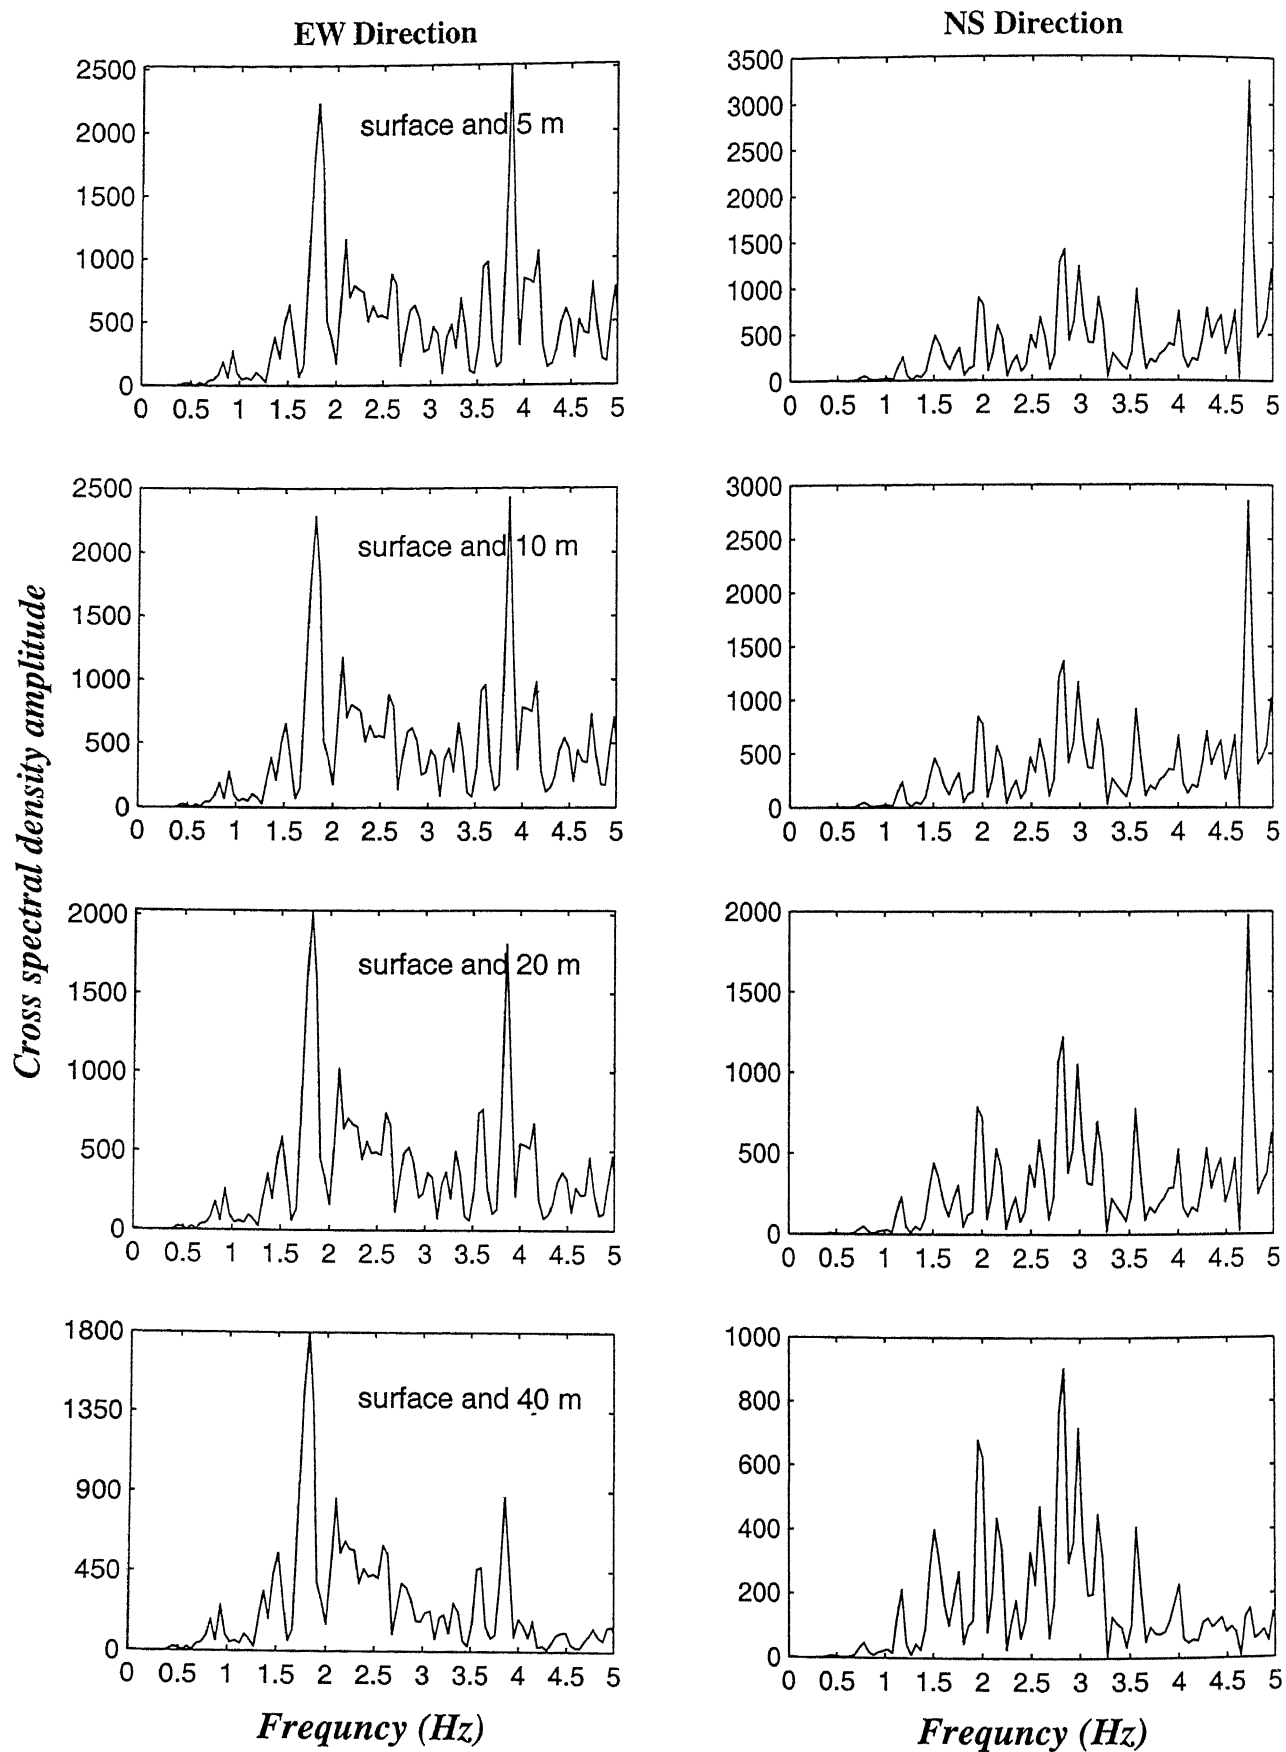 EW Direction
NS Direction
2500
2000
1500
1000
500
0
0 0.5 1 1.5 2 2.5 3 3.5 4 4.5 5
surface and 5 m
3500
3000
2500
2000
1500
1000
500
0
0 0.5 1 1.5 2 2.5 3 3.5 4 4.5 5
2500
2000
1500
1000
500
0
0 0.5 1 1.5 2 2.5 3 3.5 4 4.5 5
surface and 10 m
3000
2500
2000
1500
1000
500
0
0 0.5 1 1.5 2 2.5 3 3.5 4 4.5 5
Cross spectral density amplitude
2000
1500
1000
500
0
0 0.5 1 1.5 2 2.5 3 3.5 4 4.5 5
surface and 20 m
2000
1500
1000
500
0
0 0.5 1 1.5 2 2.5 3 3.5 4 4.5 5
1800
1350
900
450
0
0 0.5 1 1.5 2 2.5 3 3.5 4 4.5 5
surface and 40 m
1000
800
600
400
200
0
0 0.5 1 1.5 2 2.5 3 3.5 4 4.5 5
Frequncy (Hz)
Frequncy (Hz)